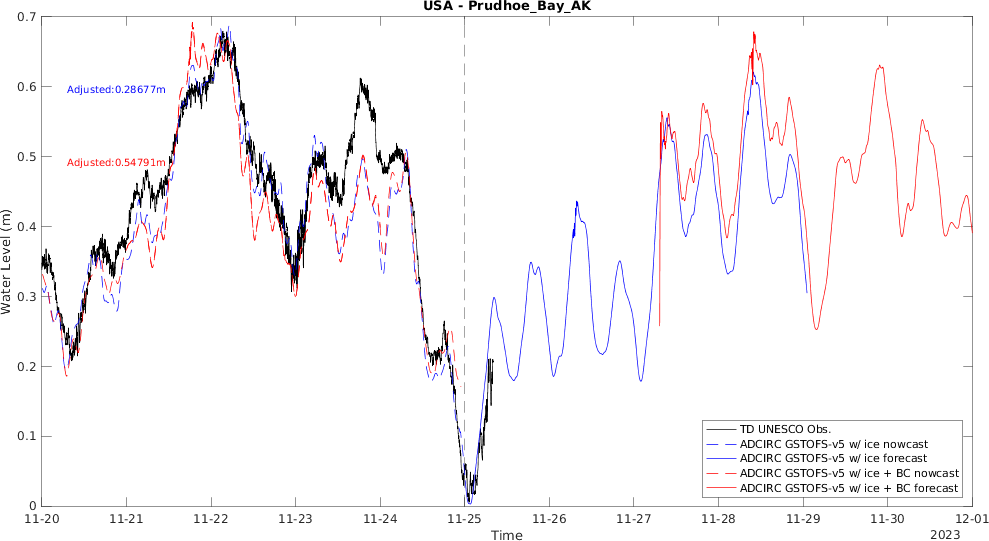 USA - Prudhoe_Bay_AK
0.7
0.6
0.5
0.4
0.3
0.2
0.1
0
Water Level (m)
Adjusted:0.28677m
Adjusted:0.54791m
TD UNESCO Obs.
ADCIRC GSTOFS-v5 w/ ice nowcast
ADCIRC GSTOFS-v5 w/ ice forecast
ADCIRC GSTOFS-v5 w/ ice + BC nowcast
ADCIRC GSTOFS-v5 w/ ice + BC forecast
11-20 11-21 11-22 11-23 11-24 11-25 11-26 11-27 11-28 11-29 11-30 12-01
Time
2023